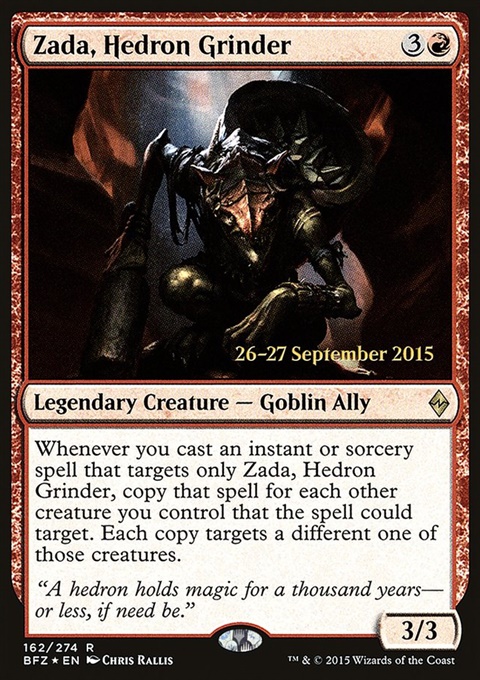 Zada, Hedron Grinder 3
26–27 September 2015
Legendary Creature — Goblin Ally
Whenever you cast an instant or sorcery
spell that targets only Zada, Hedron
Grinder, copy that spell for each other
creature you control that the spell could
target. Each copy targets a different one of
those creatures.
“A hedron holds magic for a thousand years—
or less, if need be.”
3/3
162/274 R
BFZ ★ EN Chris Rallis
™ & © 2015 Wizards of the Coast